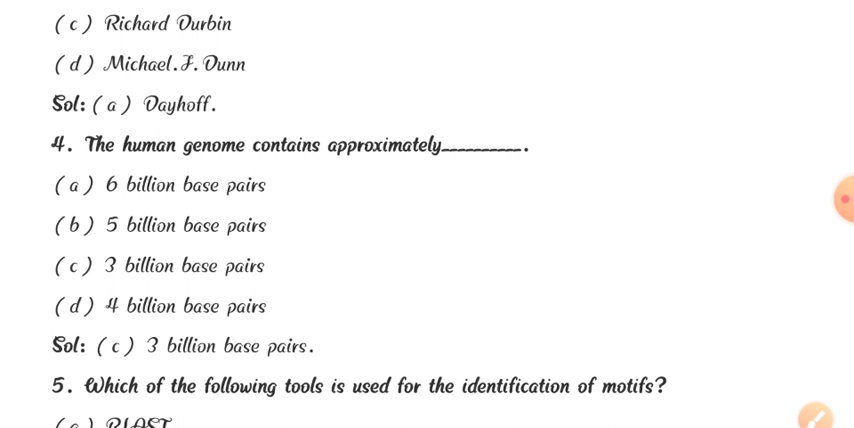 (c) Richard Durbin
(d) Michael.J.Dunn
Sol: (a) Dayhoff.
4. The human genome contains approximately__________.
(a) 6 billion base pairs
(b) 5 billion base pairs
(c) 3 billion base pairs
(d) 4 billion base pairs
Sol: (c) 3 billion base pairs.
5. Which of the following tools is used for the identification of motifs?
(a) BLAST